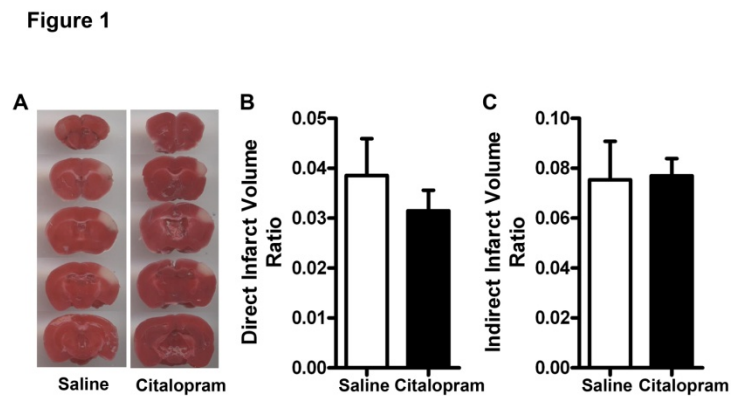 Figure 1
A
Saline
Citalopram
B
Direct Infarct Volume
Ratio
0.05
0.04
0.03
0.02
0.01
0.00
Saline Citalopram
C
Indirect Infarct Volume
Ratio
0.10
0.08
0.06
0.04
0.02
0.00
Saline Citalopram